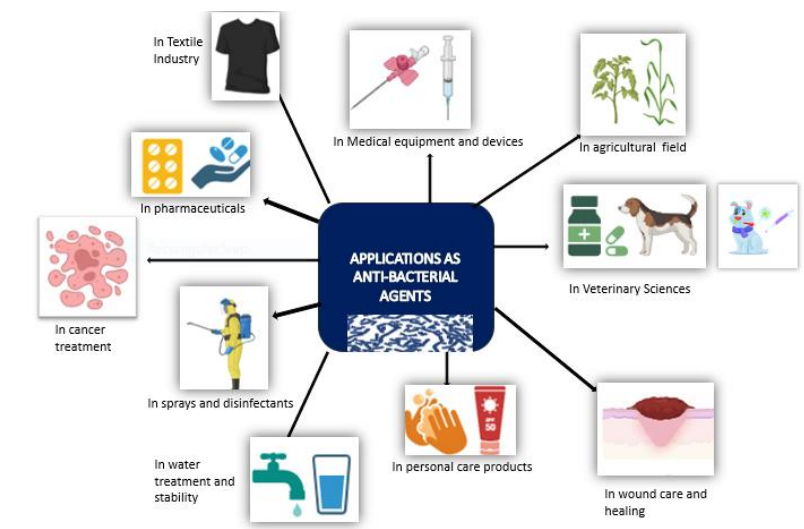 In Textile
Industry
In Medical equipment and devices
In agricultural field
In pharmaceuticals
APPLICATIONS AS
ANTI-BACTERIAL
AGENTS
In Veterinary Sciences
In cancer
treatment
In sprays and disinfectants
SPF
50
In personal care products
In water
treatment and
stability
In wound care and
healing